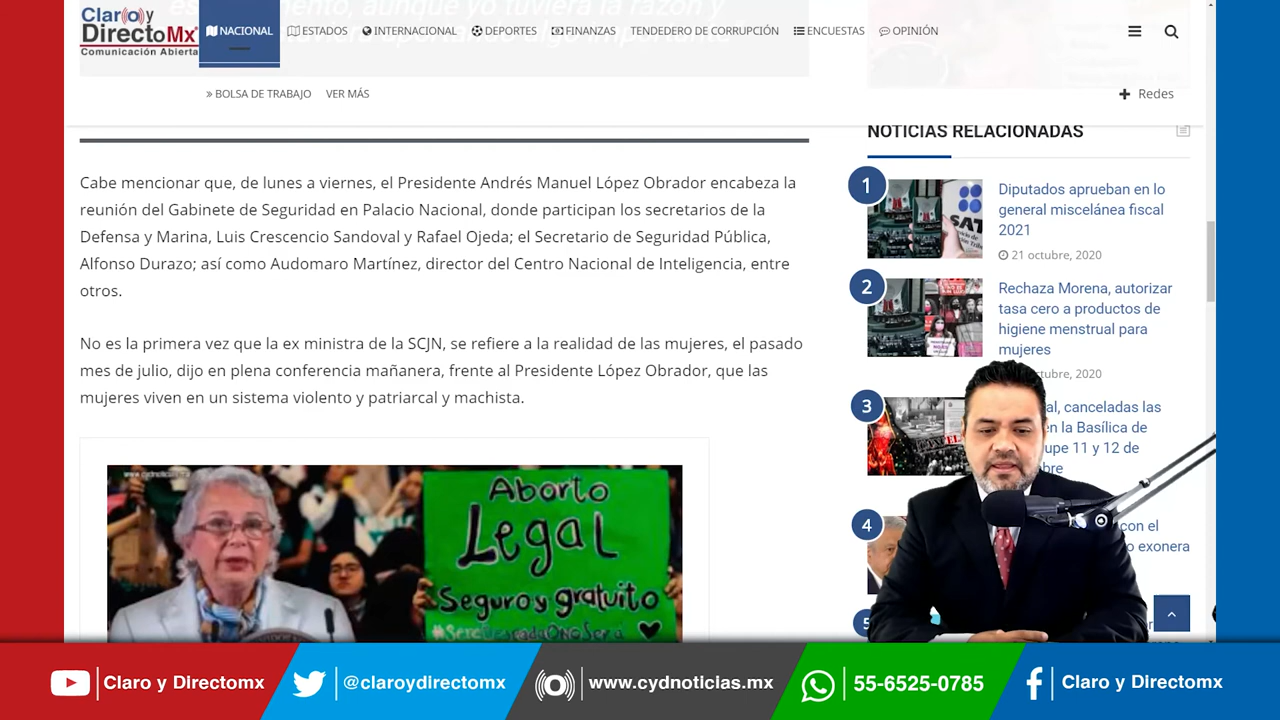 Claro y
DirectoMx
Comunicación Abierta
NACIONAL
ESTADOS
INTERNACIONAL
DEPORTES
FINANZAS
TENDEDERO DE CORRUPCIÓN
ENCUESTAS
OPINIÓN
» BOLSA DE TRABAJO
VER MÁS
Redes
Cabe mencionar que, de lunes a viernes, el Presidente Andrés Manuel López Obrador encabeza la
reunión del Gabinete de Seguridad en Palacio Nacional, donde participan los secretarios de la
Defensa y Marina, Luis Crescencio Sandoval y Rafael Ojeda; el Secretario de Seguridad Pública,
Alfonso Durazo; asi como Audomaro Martínez, director del Centro Nacional de Inteligencia, entre
otros.
No es la primera vez que la ex ministra de la SCJN, se refiere a la realidad de las mujeres, el pasado
mes de julio, dijo en plena conferencia mañanera, frente al Presidente López Obrador, que las
mujeres viven en un sistema violento y patriarcal y machista.
www.cydnoticias.mx
Aborto
Legal
Seguro y gratuito
NOTICIAS RELACIONADAS
1
SAT
Diputados aprueban en lo
general miscelánea fiscal
2021
21 octubre, 2020
2
Rechaza Morena, autorizar
tasa cero a productos de
higiene menstrual para
mujeres
octubre, 2020
3
canceladas las
en la Basílica de
11 y 12 de
4
con el
exonera
5
Claro y Directomx
@claroydirectomx
www.cydnoticias.mx
55-6525-0785
Claro y Directomx